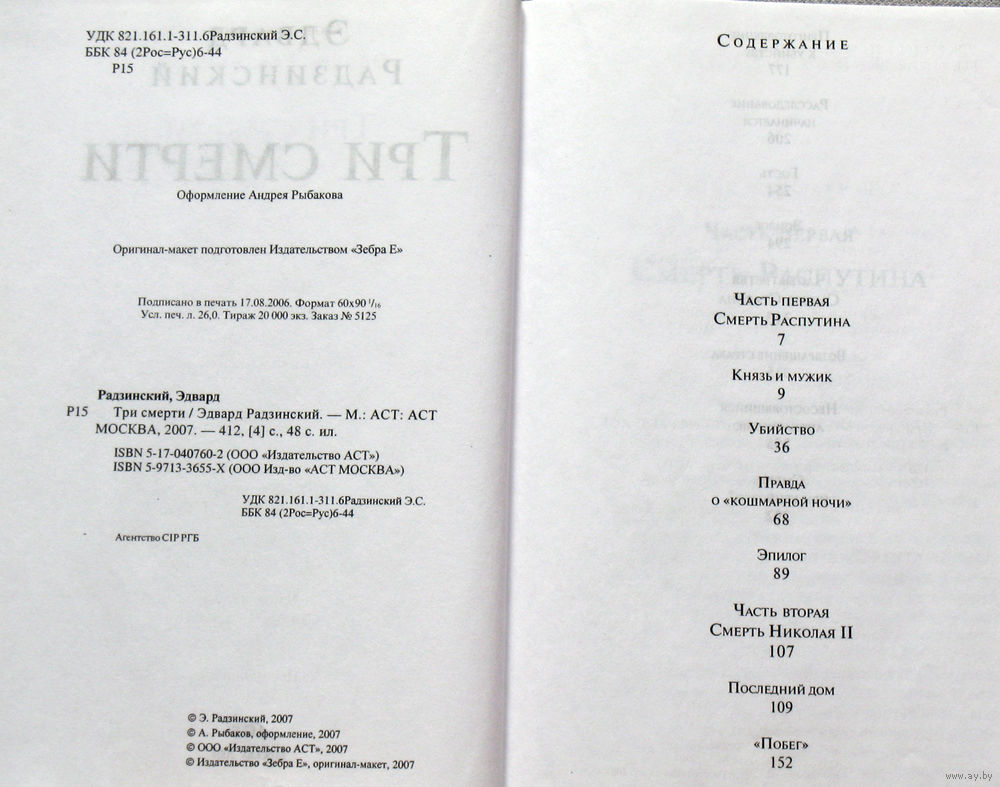 УДК 821.161.1-311.6Радзинский Э.С.
ББК 84 (2Рос=Рус)6-44
Р15
Оформление Андрея Рыбакова
Оригинал-макет подготовлен Издательством «Зебра Е»
Подписано в печать 17.08.2006. Формат 60х90 1/16
Усл. печ. л. 26,0. Тираж 20 000 экз. Заказ № 5125
Радзинский, Эдвард
Р15 Три смерти / Эдвард Радзинский. — М.: АСТ: АСТ
МОСКВА, 2007. — 412, [4] с., 48 с. ил.
ISBN 5-17-040760-2 (ООО «Издательство АСТ»)
ISBN 5-9713-3655-X (ООО Изд-во «АСТ МОСКВА»)
УДК 821.161.1-311.6Радзинский Э.С.
ББК 84 (2Рос=Рус)6-44
Агентство CIP РГБ
© Э. Радзинский, 2007
© А. Рыбаков, оформление, 2007
© ООО «Издательство АСТ», 2007
© Издательство «Зебра Е», оригинал-макет, 2007
СОДЕРЖАНИЕ
ЧАСТЬ ПЕРВАЯ
СМЕРТЬ РАСПУТИНА
7
КНЯЗЬ И МУЖИК
9
УБИЙСТВО
36
ПРАВДА
О «КОШМАРНОЙ НОЧИ»
68
ЭПИЛОГ
89
ЧАСТЬ ВТОРАЯ
СМЕРТЬ НИКОЛАЯ II
107
ПОСЛЕДНИЙ ДОМ
109
«ПОБЕГ»
152
www.ay.by